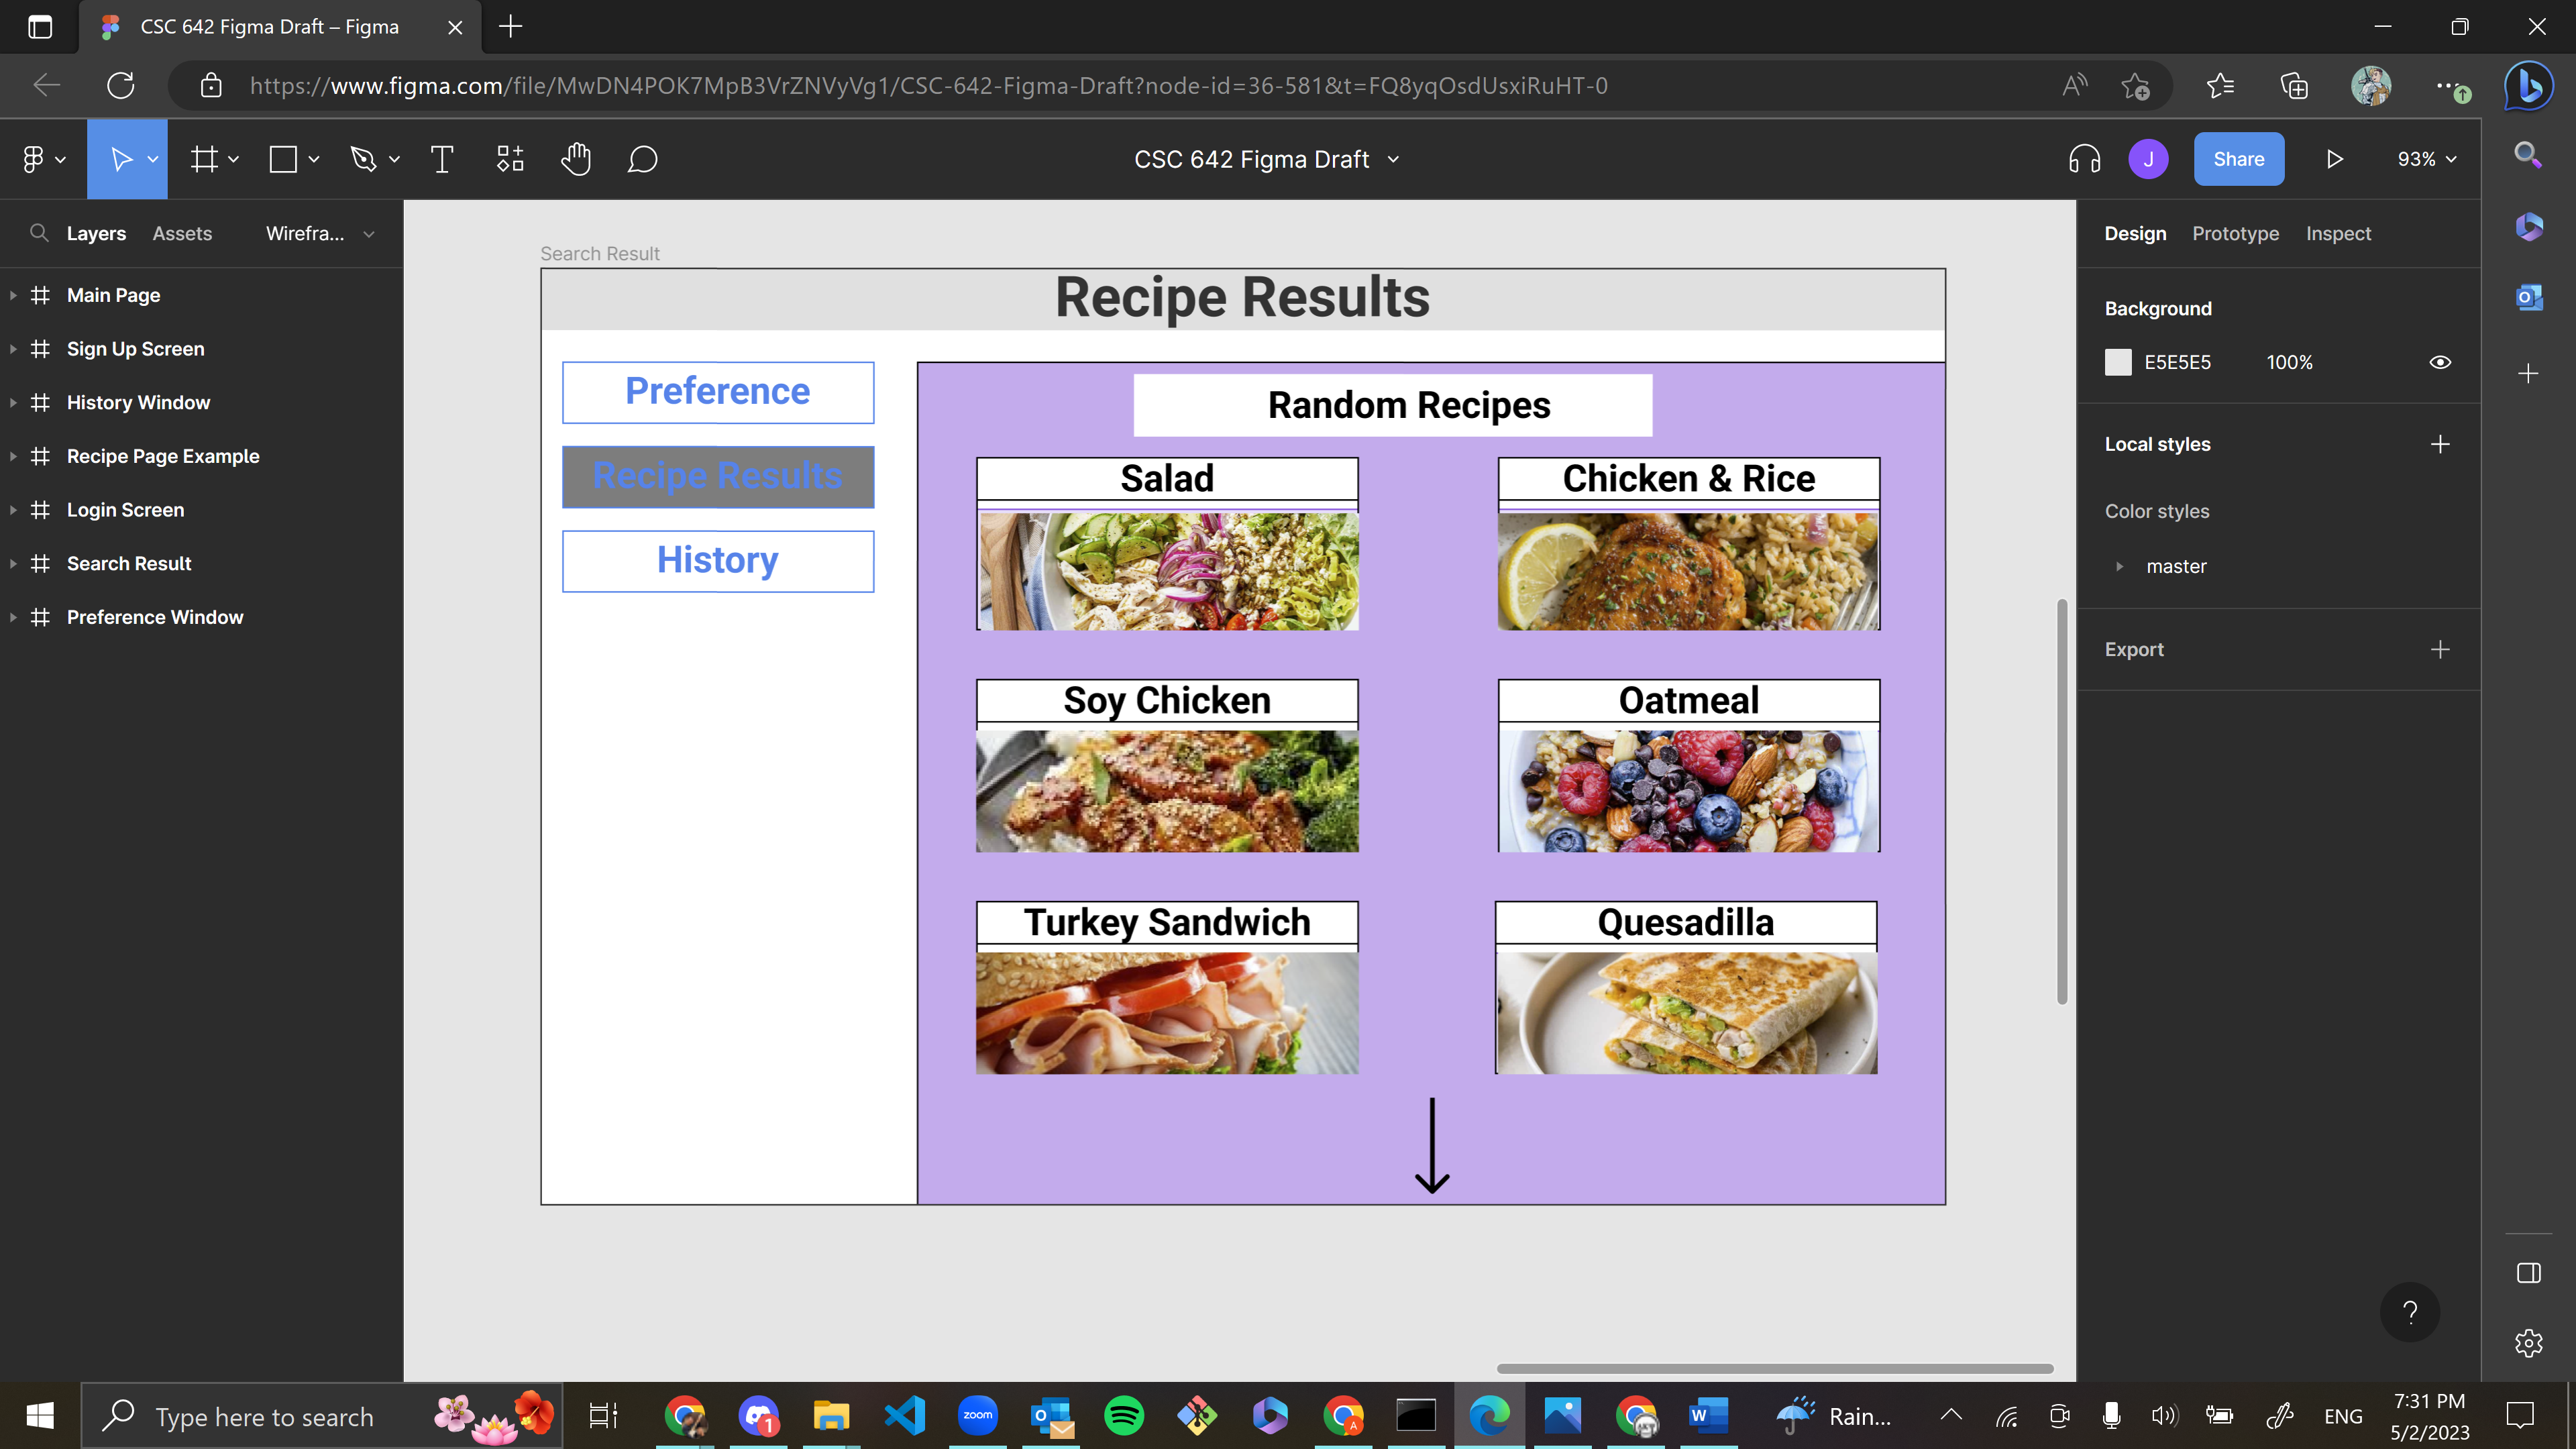 CSC 642 Figma Draft – Figma
https://www.figma.com/file/MwDN4POK7MpB3VrZNVyVg1/CSC-642-Figma-Draft?node-id=36-581&t=FQ8yqOsdUsxiRuHT-0
CSC 642 Figma Draft
J
Share
93%
Layers Assets Wirefra...
Main Page
Sign Up Screen
History Window
Recipe Page Example
Login Screen
Search Result
Preference Window
Search Result
Recipe Results
Preference
Recipe Results
History
Random Recipes
Salad
Chicken & Rice
Soy Chicken
Oatmeal
Turkey Sandwich
Quesadilla
Design Prototype Inspect
Background
E5E5E5 100%
Local styles
Color styles
master
Export
?
Type here to search
1
zoom
A
W
Rain...
ENG
7:31 PM
5/2/2023